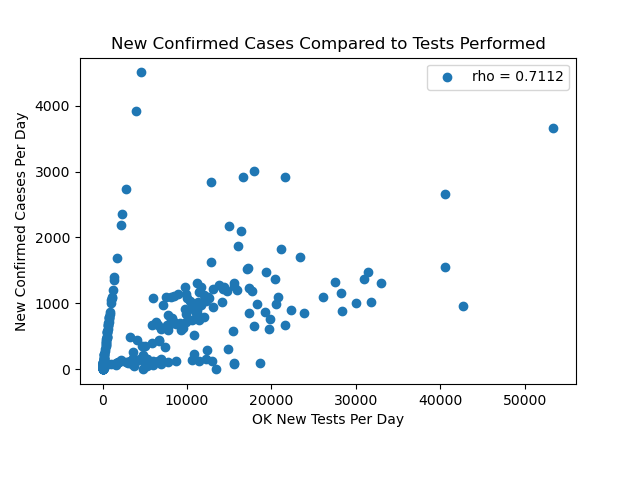 New Confirmed Cases Compared to Tests Performed
rho = 0.7112
New Confirmed Caeses Per Day
4000
3000
2000
1000
0
0 10000 20000 30000 40000 50000
OK New Tests Per Day